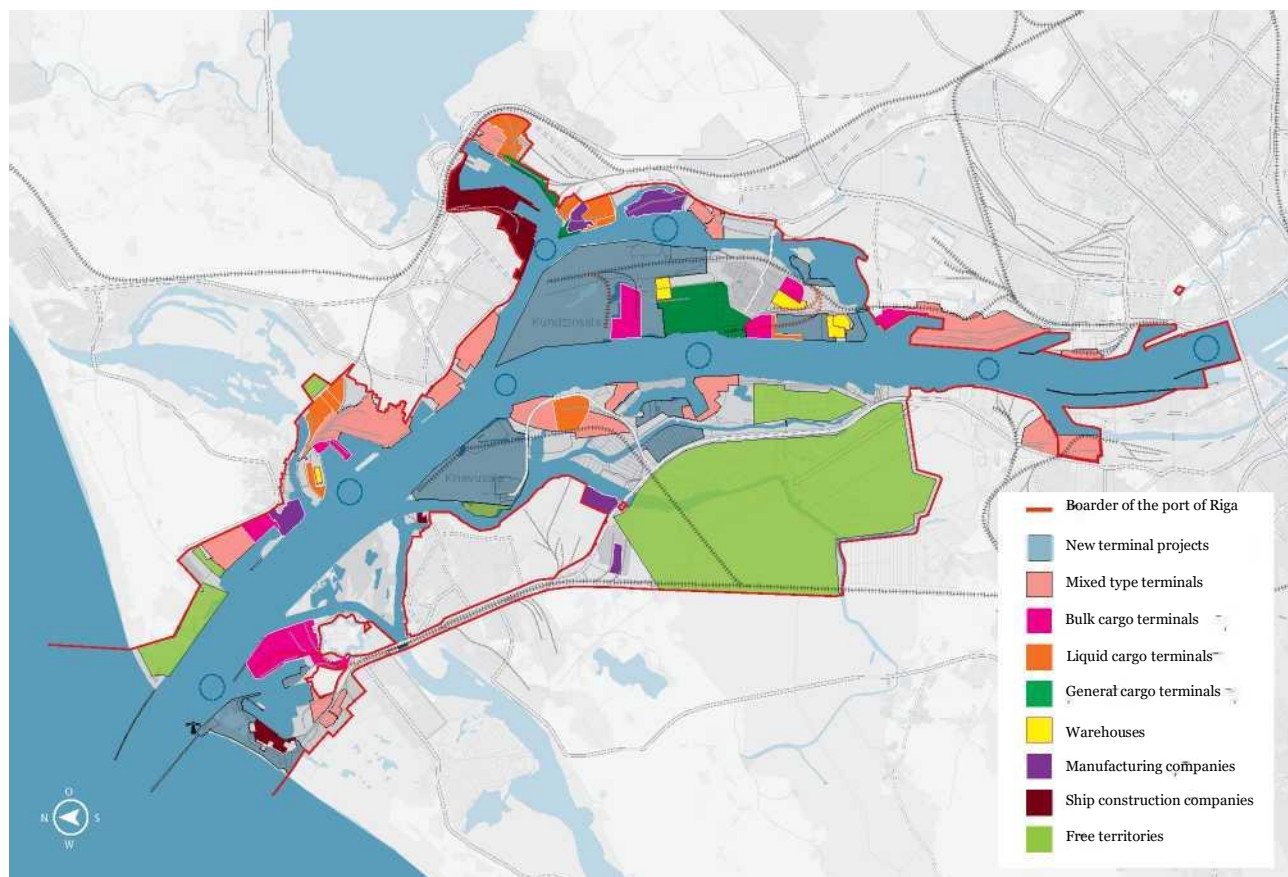 Kundzinsala
Boarder of the port of Riga
New terminal projects
Mixed type terminals
Bulk cargo terminals
Liquid cargo terminals
General cargo terminals
Warehouses
Manufacturing companies
Ship construction companies
Free territories
O
N S
W